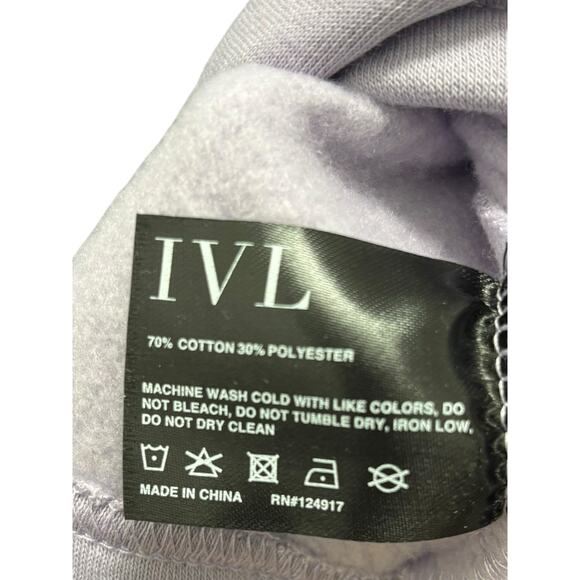 IVL
70% COTTON 30% POLYESTER
MACHINE WASH COLD WITH LIKE COLORS, DO
NOT BLEACH, DO NOT TUMBLE DRY, IRON LOW,
DO NOT DRY CLEAN
MADE IN CHINA RN#124917